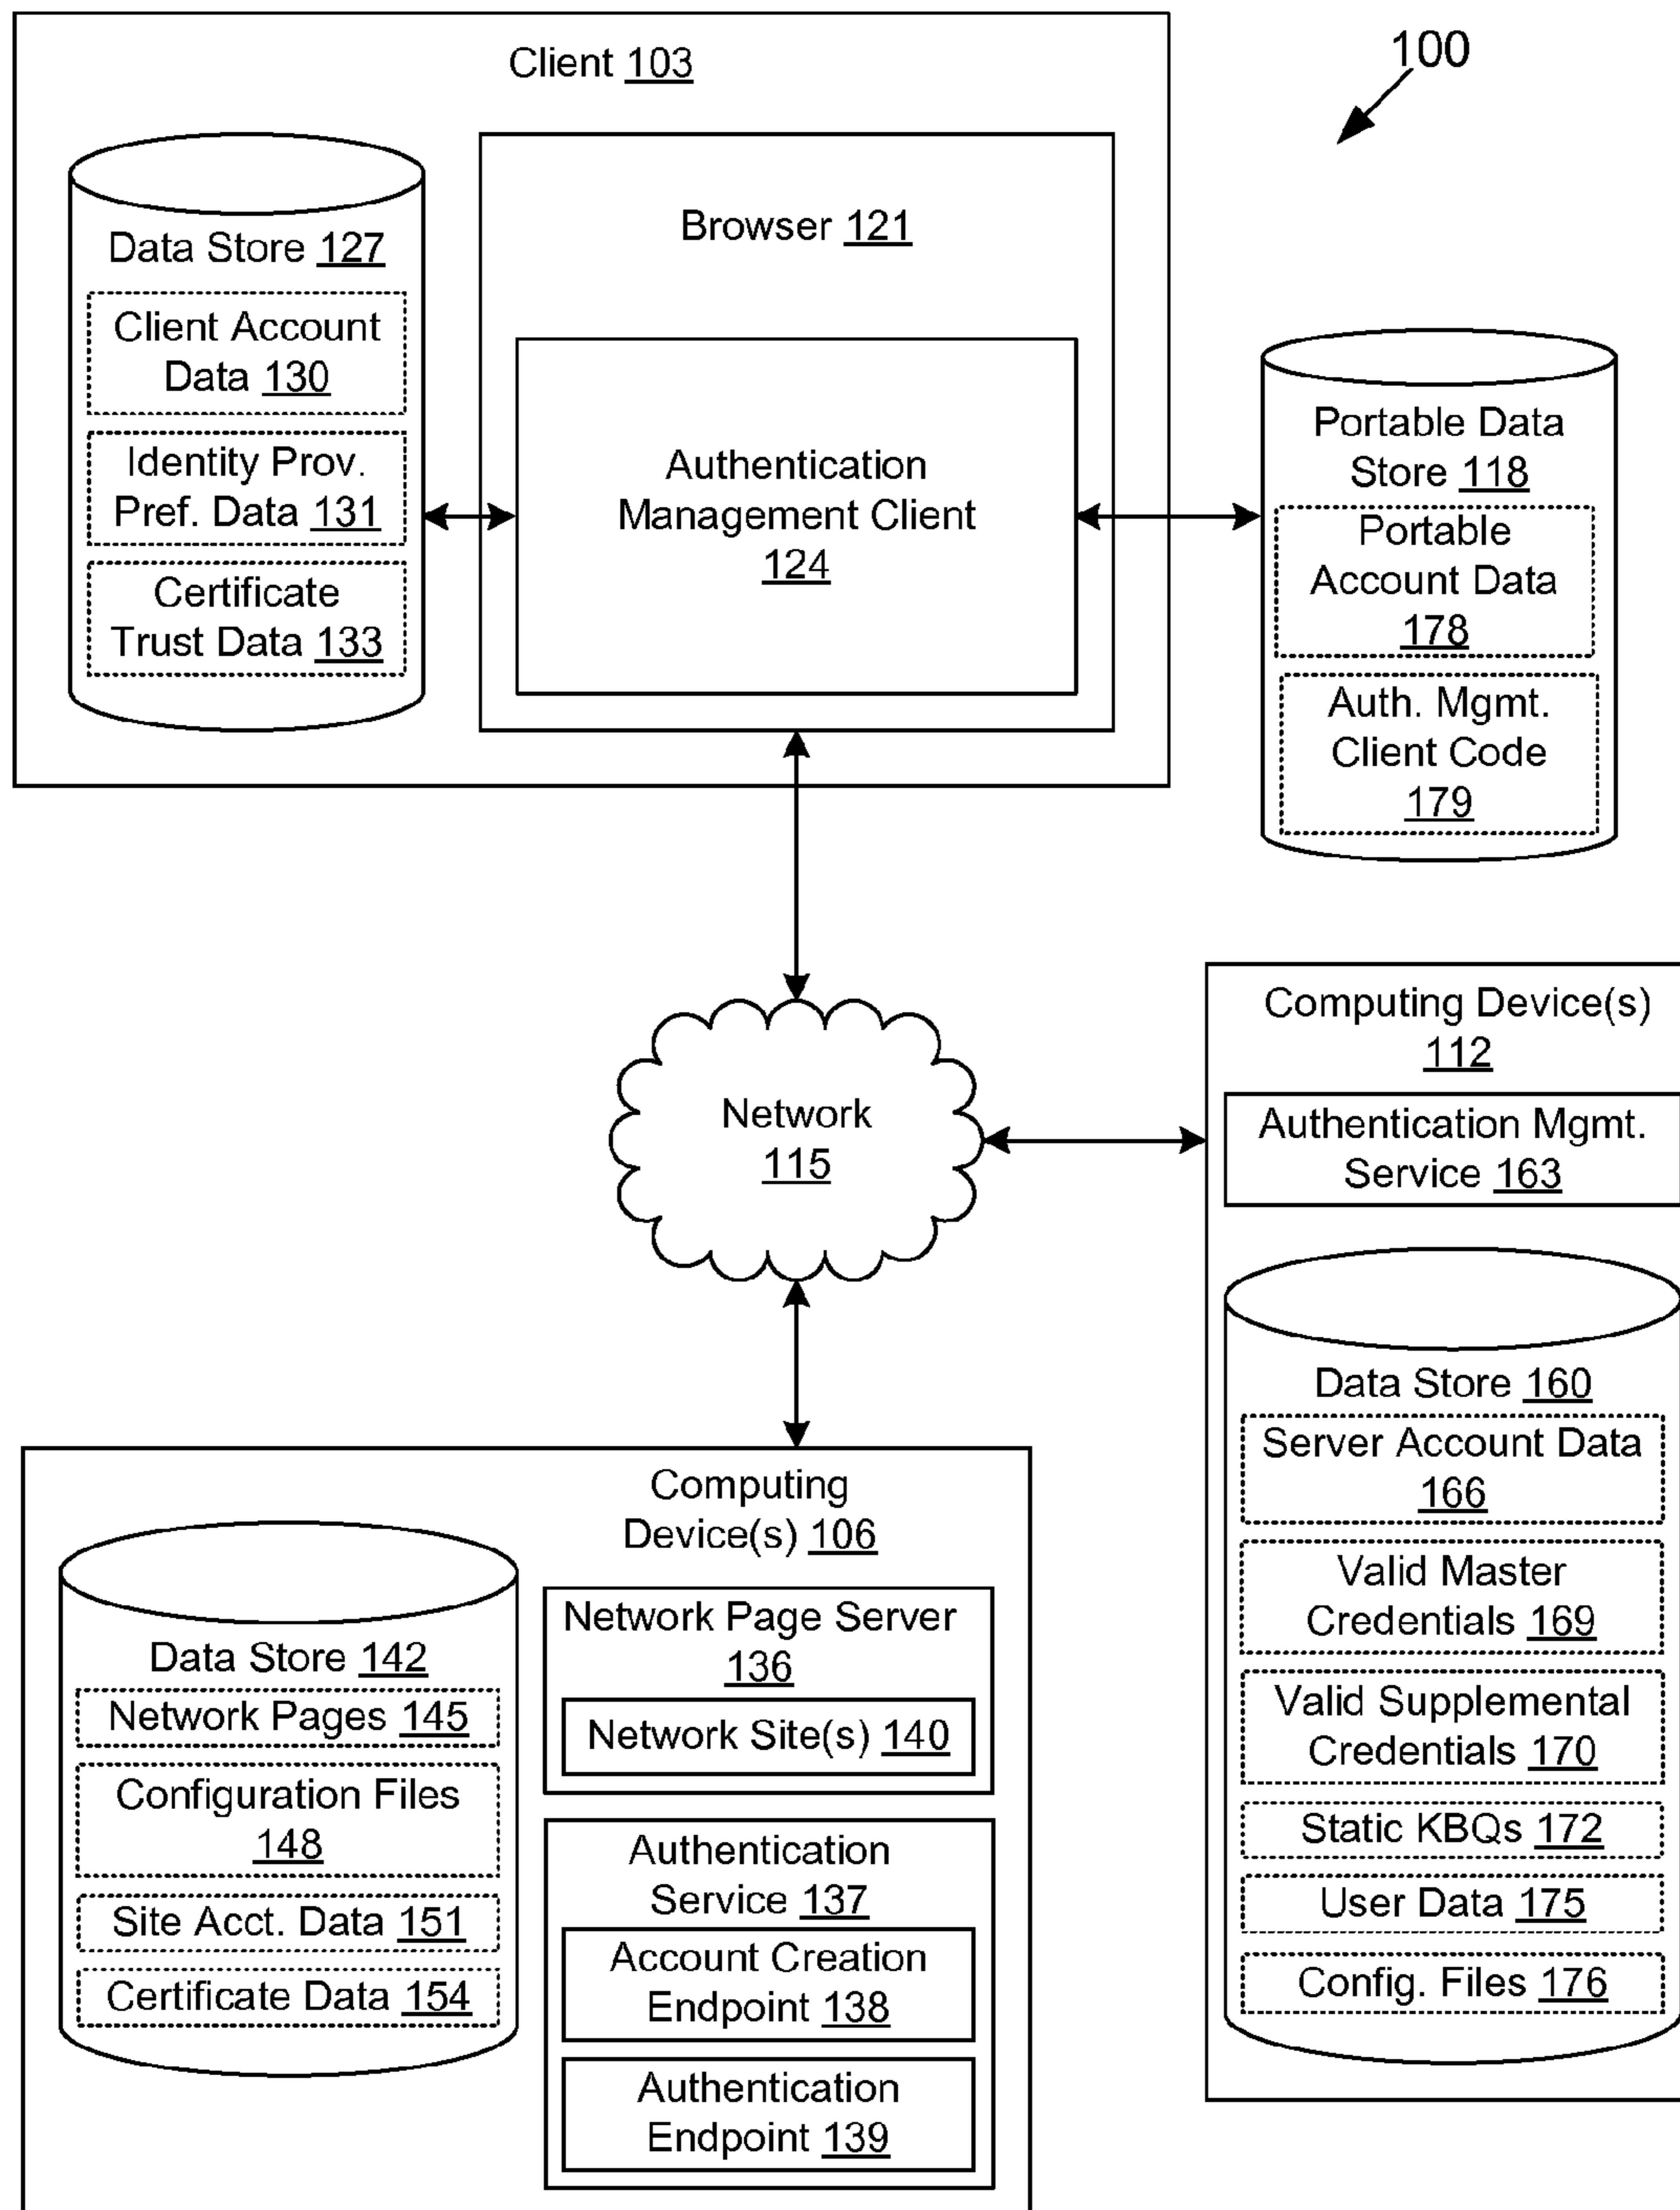 100
Client 103
Data Store 127
Client Account
Data 130
Identity Prov.
Pref. Data 131
Certificate
Trust Data 133
Browser 121
Authentication
Management Client
124
Portable Data
Store 118
Portable
Account Data
178
Auth. Mgmt.
Client Code
179
Network
115
Computing Device(s)
112
Authentication Mgmt.
Service 163
Data Store 160
Server Account Data
166
Valid Master
Credentials 169
Valid Supplemental
Credentials 170
Static KBQs 172
User Data 175
Config. Files 176
Computing
Device(s) 106
Data Store 142
Network Pages 145
Configuration Files
148
Site Acct. Data 151
Certificate Data 154
Network Page Server
136
Network Site(s) 140
Authentication
Service 137
Account Creation
Endpoint 138
Authentication
Endpoint 139